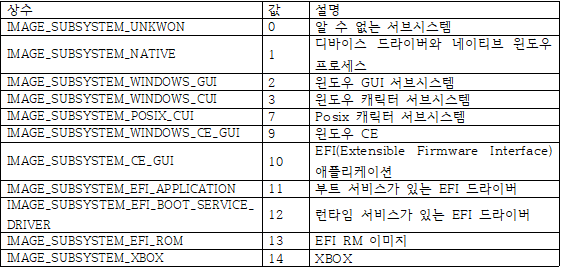 상수 값 설명
IMAGE_SUBSYSTEM_UNKWON 0 알 수 없는 서브시스템
IMAGE_SUBSYSTEM_NATIVE 1 디바이스 드라이버와 네이티브 윈도우
프로세스
IMAGE_SUBSYSTEM_WINDOWS_GUI 2 윈도우 GUI 서브시스템
IMAGE_SUBSYSTEM_WINDOWS_CUI 3 윈도우 캐릭터 서브시스템
IMAGE_SUBSYSTEM_POSIX_CUI 7 Posix 캐릭터 서브시스템
IMAGE_SUBSYSTEM_WINDOWS_CE_GUI 9 윈도우 CE
IMAGE_SUBSYSTEM_CE_GUI 10 EFI(Extensible Firmware Interface)
애플리케이션
IMAGE_SUBSYSTEM_EFI_APPLICATION 11 부트 서비스가 있는 EFI 드라이버
IMAGE_SUBSYSTEM_EFI_BOOT_SERVICE_
DRIVER 12 런타임 서비스가 있는 EFI 드라이버
IMAGE_SUBSYSTEM_EFI_ROM 13 EFI RM 이미지
IMAGE_SUBSYSTEM_XBOX 14 XBOX